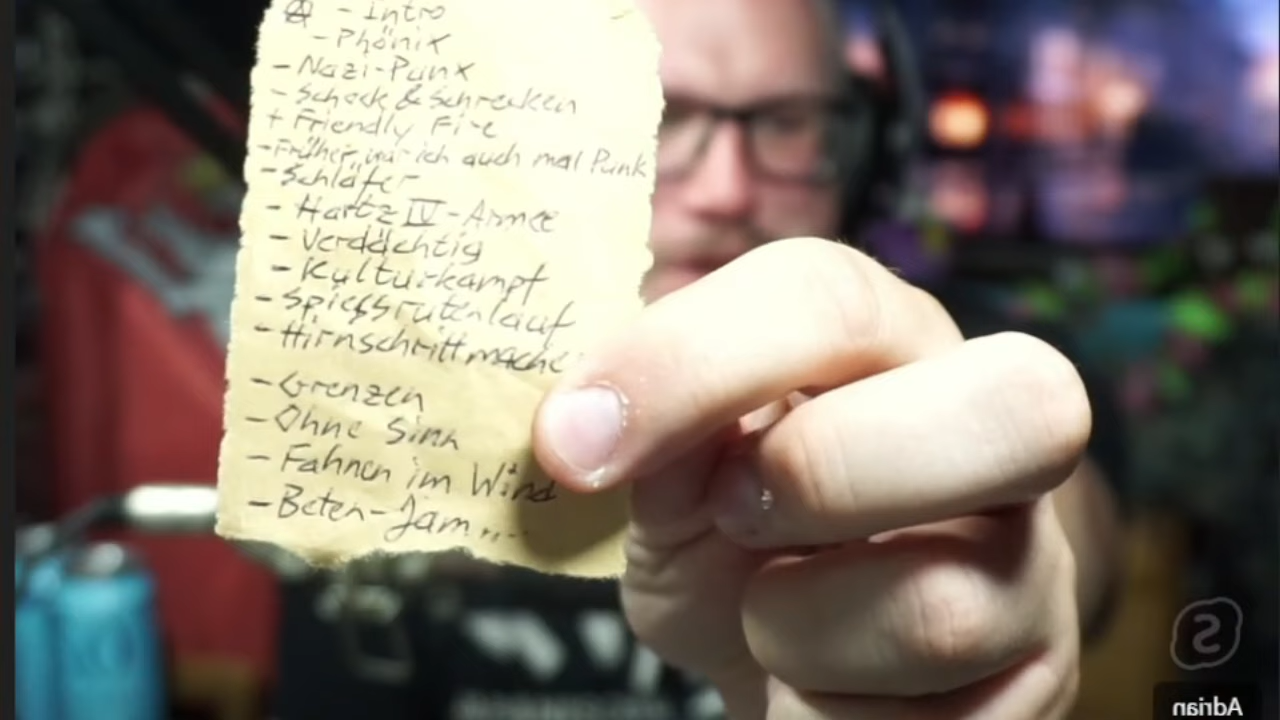 Ⓐ - Intro
- Phönix
- Nazi-Punx
- Schock & Schrecken
+ Friendly Fire
- Früher war ich auch mal Punk
- Schläfer
- Hartz IV - Armee
- Verdächtig
- Kulturkampf
- Spießrutenlauf
- Hirnschrittmache
- Grenzen
- Ohne Sinn
- Fahnen im Wind
- Beten-Jam...
Adrian